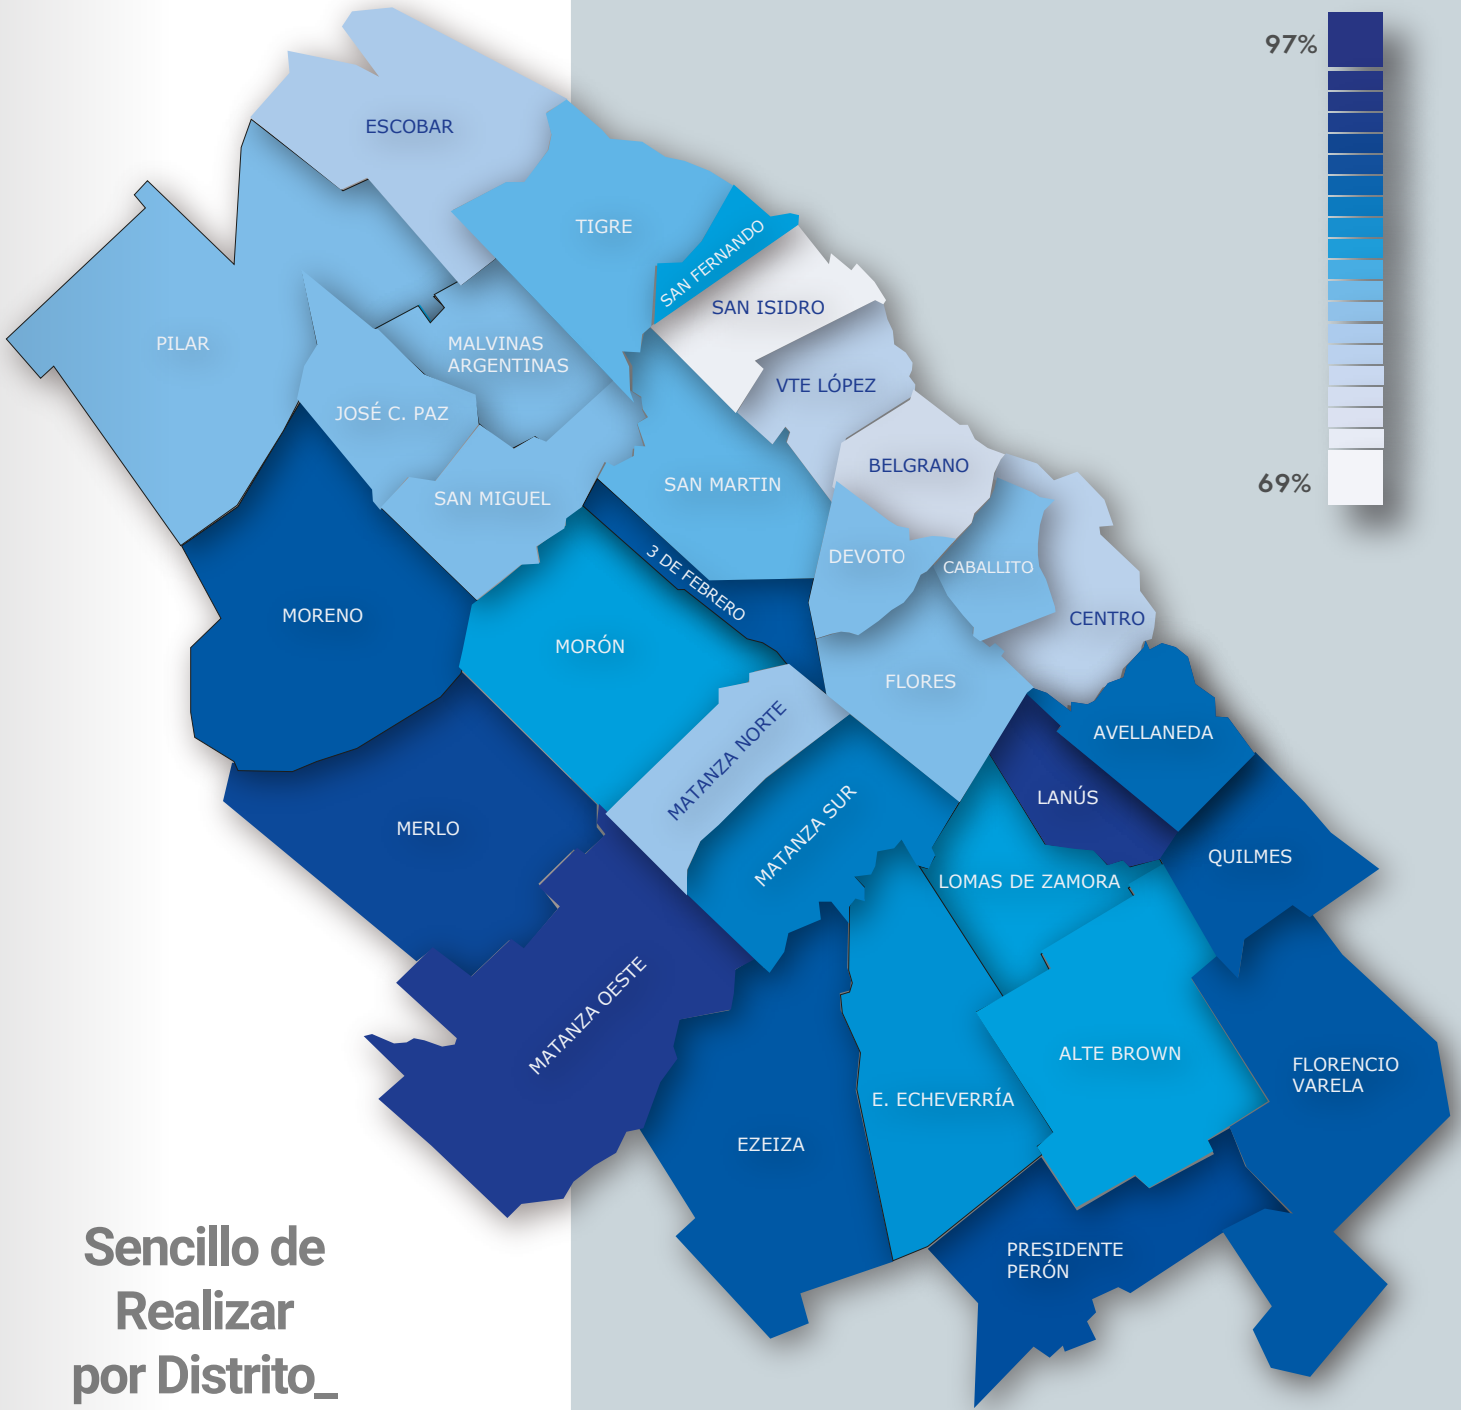 97%
69%
ESCOBAR
TIGRE
SAN FERNANDO
SAN ISIDRO
PILAR
MALVINAS
ARGENTINAS
VTE LÓPEZ
JOSÉ C. PAZ
BELGRANO
SAN MIGUEL
SAN MARTIN
DEVOTO
CABALLITO
3 DE FEBRERO
MORENO
CENTRO
MORÓN
FLORES
AVELLANEDA
MATANZA NORTE
LANÚS
MERLO
MATANZA SUR
QUILMES
LOMAS DE ZAMORA
MATANZA OESTE
ALTE BROWN
FLORENCIO
VARELA
E. ECHEVERRÍA
EZEIZA
PRESIDENTE
PERÓN
Sencillo de
Realizar
por Distrito_